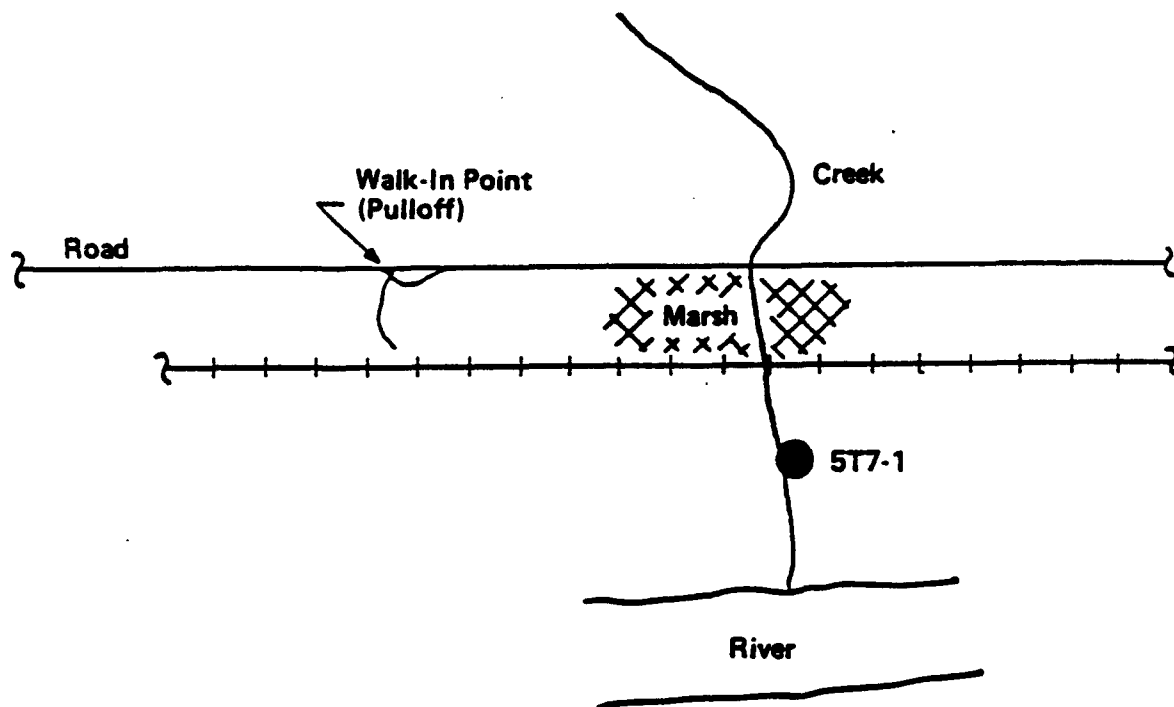 Creek
Walk-In Point
(Pulloff)
Road
Marsh
5T7-1
River